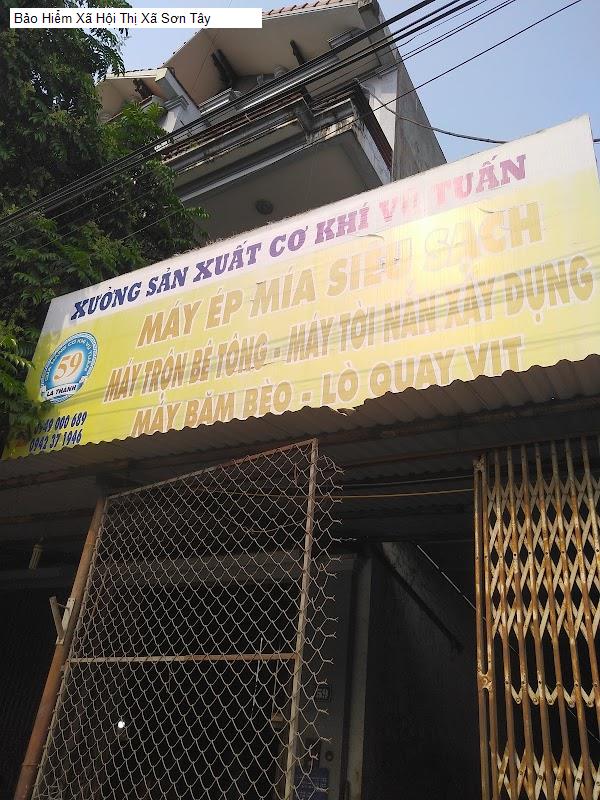 Bảo Hiểm Xã Hội Thị Xã Sơn Tây
XƯỞNG SẢN XUẤT CƠ KHÍ VŨ TUẤN
MÁY ÉP MÍA SIÊU SẠCH
MÁY TRỘN BÊ TÔNG - MÁY TỜI NÂN XÂY DỰNG
MÁY BĂM BÈO - LÒ QUAY VỊT
59
LA THÀNH
0942 37 1946
59